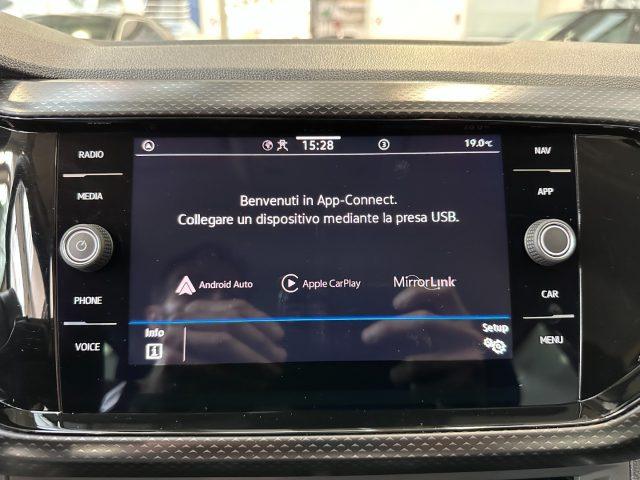 RADIO
MEDIA
PHONE
VOICE
15:28
3
19.0°C
Benvenuti in App-Connect.
Collegare un dispositivo mediante la presa USB.
Android Auto
Apple CarPlay
MirrorLink
Info
Setup
NAV
APP
CAR
MENU